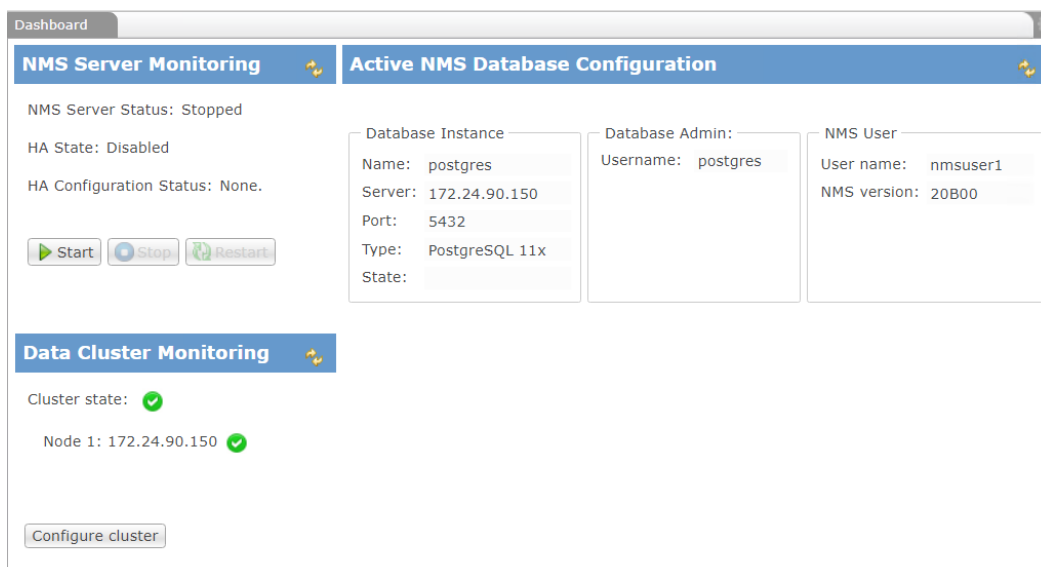 Dashboard
NMS Server Monitoring
NMS Server Status: Stopped
HA State: Disabled
HA Configuration Status: None.
Start
Stop
Restart
Active NMS Database Configuration
Database Instance
Name: postgres
Server: 172.24.90.150
Port: 5432
Type: PostgreSQL 11x
State:
Database Admin:
Username: postgres
NMS User
User name: nmsuser1
NMS version: 20B00
Data Cluster Monitoring
Cluster state:
Node 1: 172.24.90.150
Configure cluster